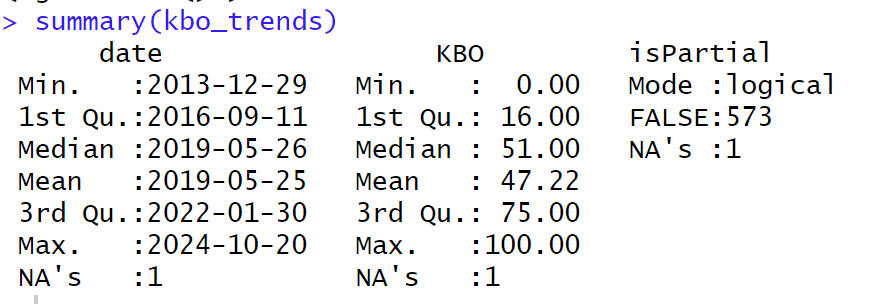 > summary(kbo_trends)
date KBO isPartial
Min. :2013-12-29 Min. : 0.00 Mode :logical
1st Qu.:2016-09-11 1st Qu.: 16.00 FALSE:573
Median :2019-05-26 Median : 51.00 NA's :1
Mean :2019-05-25 Mean : 47.22
3rd Qu.:2022-01-30 3rd Qu.: 75.00
Max. :2024-10-20 Max. :100.00
NA's :1 NA's :1